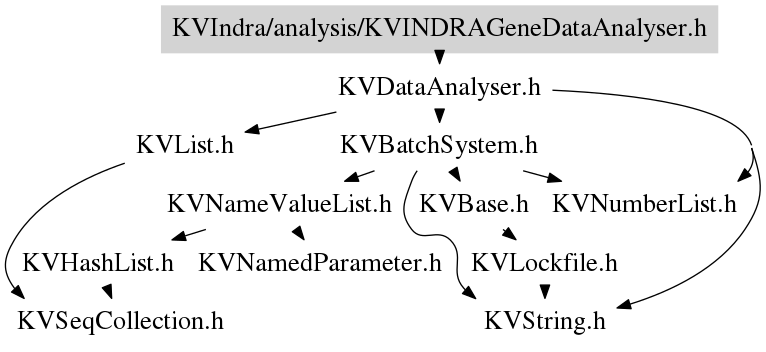 KVIndra/analysis/KVINDRAGeneDataAnalyser.h
KVDataAnalyser.h
KVList.h
KVBatchSystem.h
KVNameValueList.h
KVBase.h
KVNumberList.h
KVHashList.h
KVNamedParameter.h
KVLockfile.h
KVSeqCollection.h
KVString.h